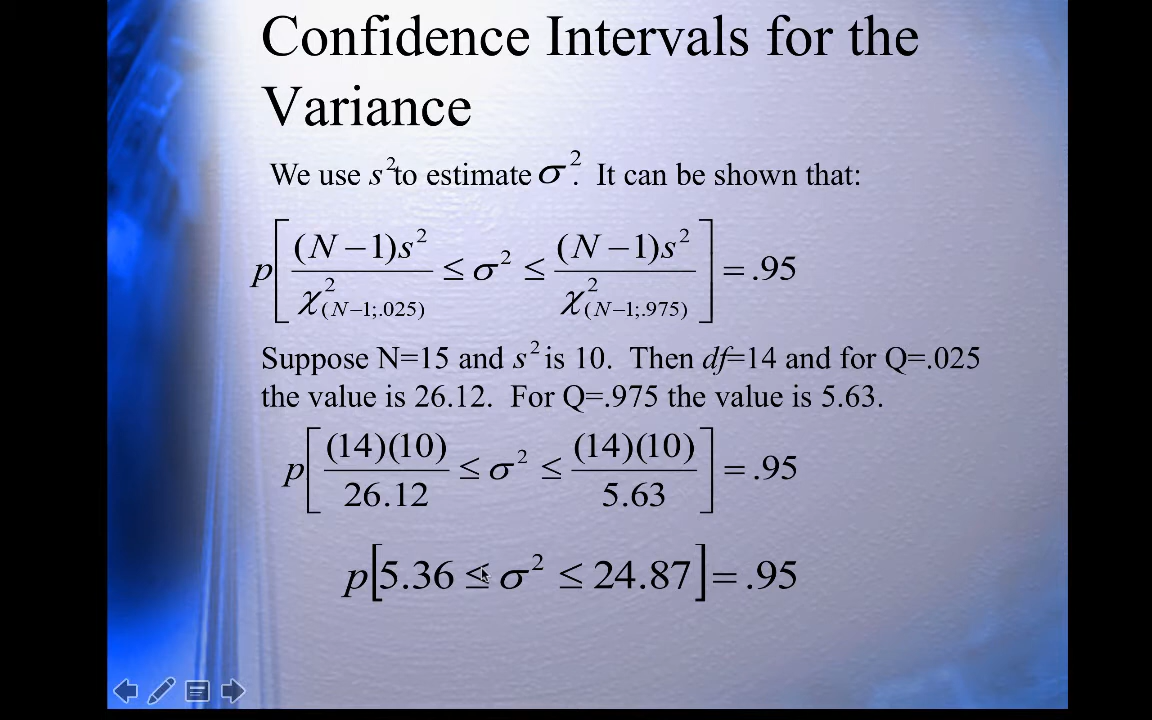 Confidence Intervals for the
Variance
We use s² to estimate σ². It can be shown that:
p[(N−1)s² / χ²(N−1;.025) ≤ σ² ≤ (N−1)s² / χ²(N−1;.975)] = .95
Suppose N=15 and s² is 10. Then df=14 and for Q=.025
the value is 26.12. For Q=.975 the value is 5.63.
p[(14)(10) / 26.12 ≤ σ² ≤ (14)(10) / 5.63] = .95
p[5.36 ≤ σ² ≤ 24.87] = .95